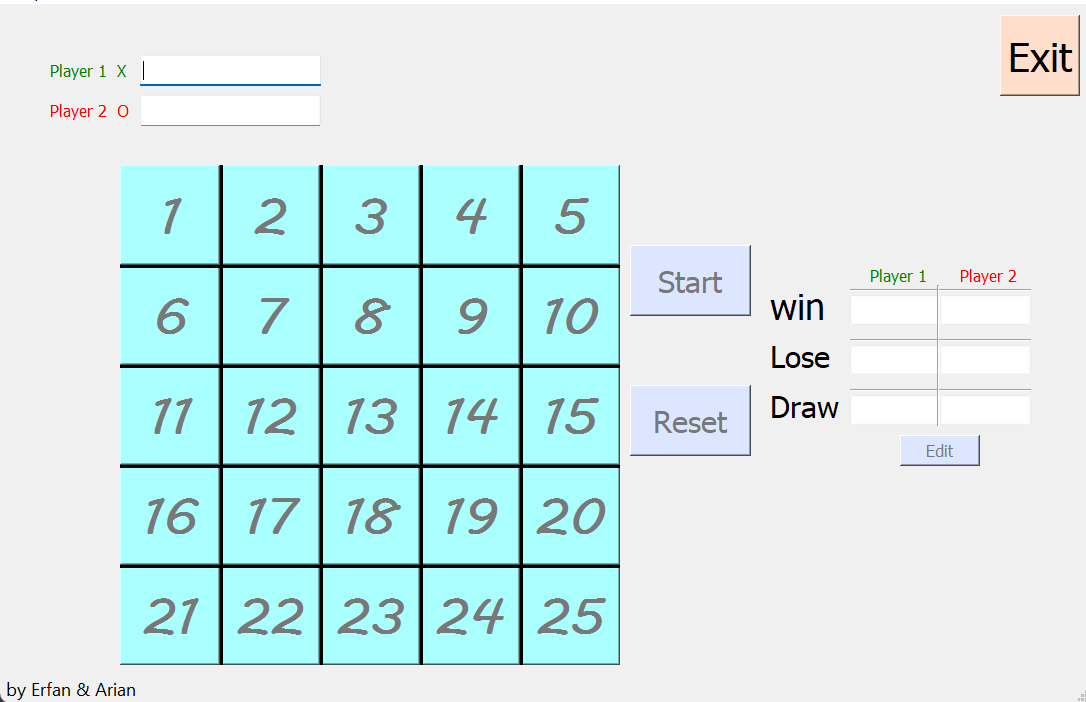 Exit
Player 1 X
Player 2 O
1 2 3 4 5
6 7 8 9 10
11 12 13 14 15
16 17 18 19 20
21 22 23 24 25
Start
Reset
Player 1 Player 2
win
Lose
Draw
Edit
by Erfan & Arian